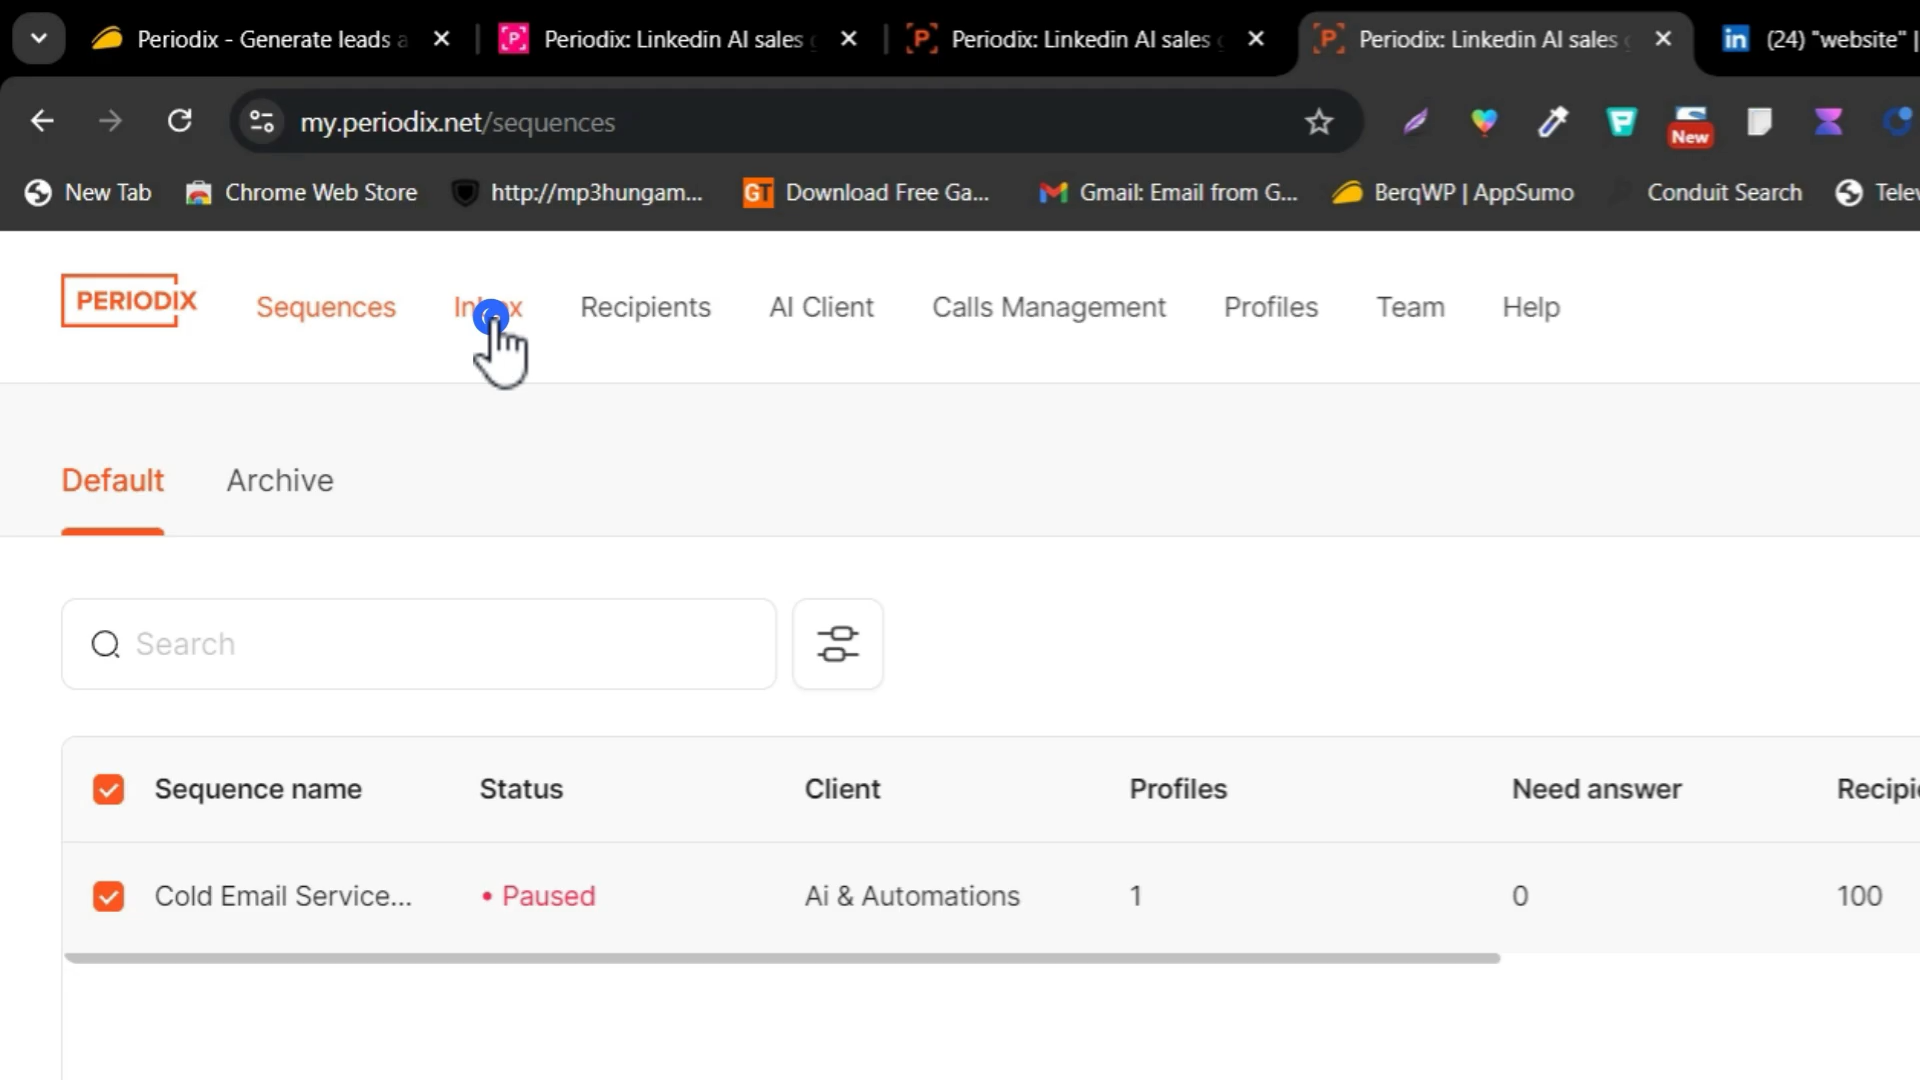 Periodix - Generate leads a
Periodix: Linkedin AI sales
Periodix: Linkedin AI sales
Periodix: Linkedin AI sales
(24) "website" |
my.periodix.net/sequences
New
New Tab
Chrome Web Store
http://mp3hungam...
GT
Download Free Ga...
Gmail: Email from G...
BerqWP | AppSumo
Conduit Search
PERIODIX
Sequences
Recipients
AI Client
Calls Management
Profiles
Team
Help
Default
Archive
Search
Sequence name
Status
Client
Profiles
Need answer
Cold Email Service...
• Paused
Ai & Automations
1
0
100